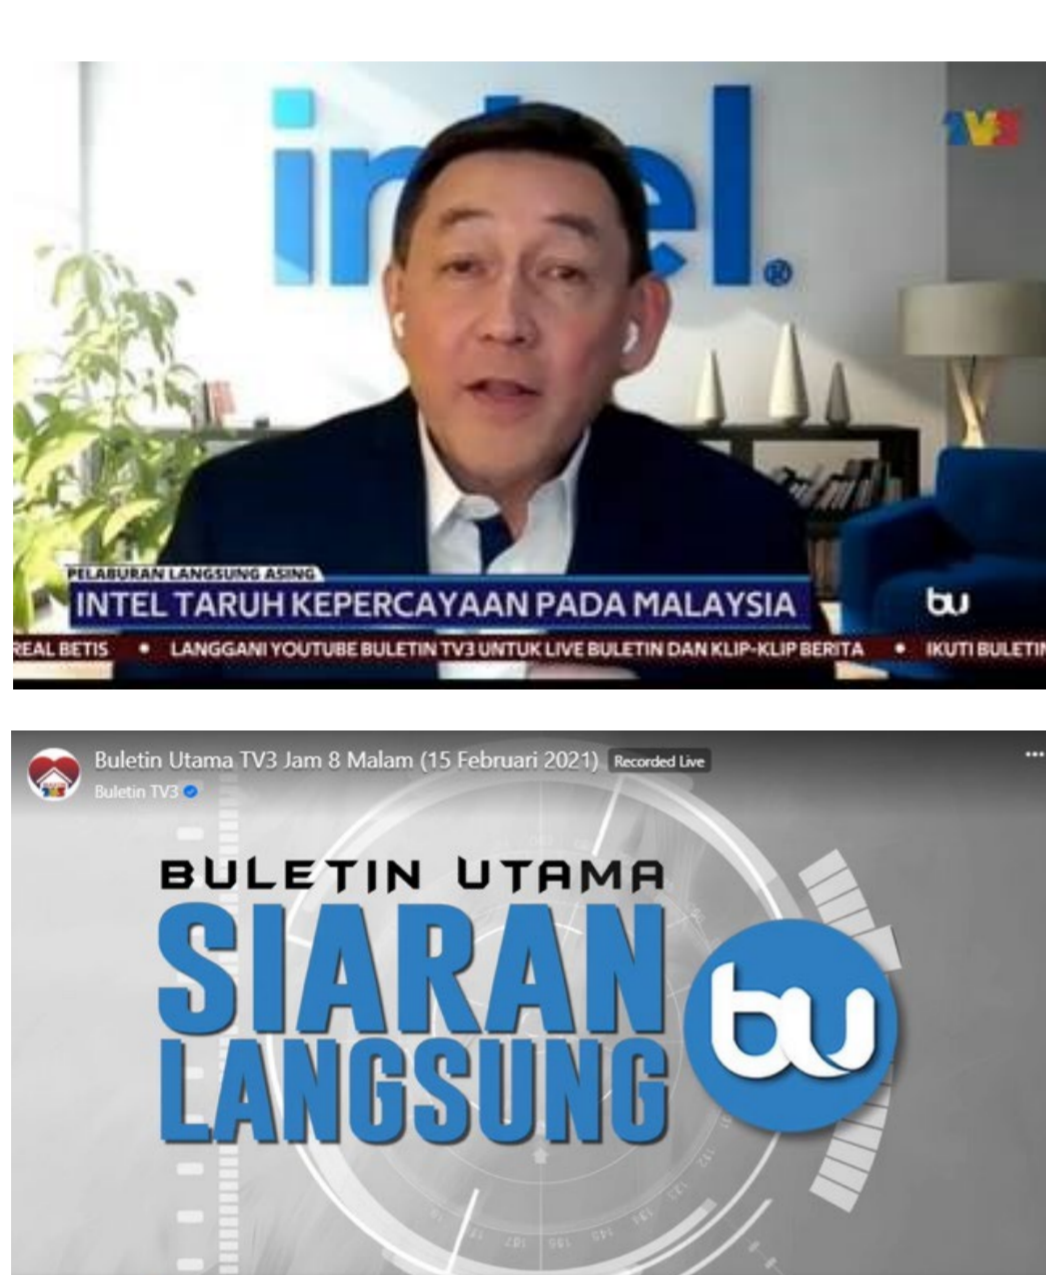 intel®
TV3
PELABURAN LANGSUNG ASING
INTEL TARUH KEPERCAYAAN PADA MALAYSIA
bu
REAL BETIS • LANGGANI YOUTUBE BULETIN TV3 UNTUK LIVE BULETIN DAN KLIP-KLIP BERITA • IKUTI BULETIN
Buletin Utama TV3 Jam 8 Malam (15 Februari 2021) Recorded Live
Buletin TV3
BULETIN UTAMA
SIARAN
LANGSUNG
bu